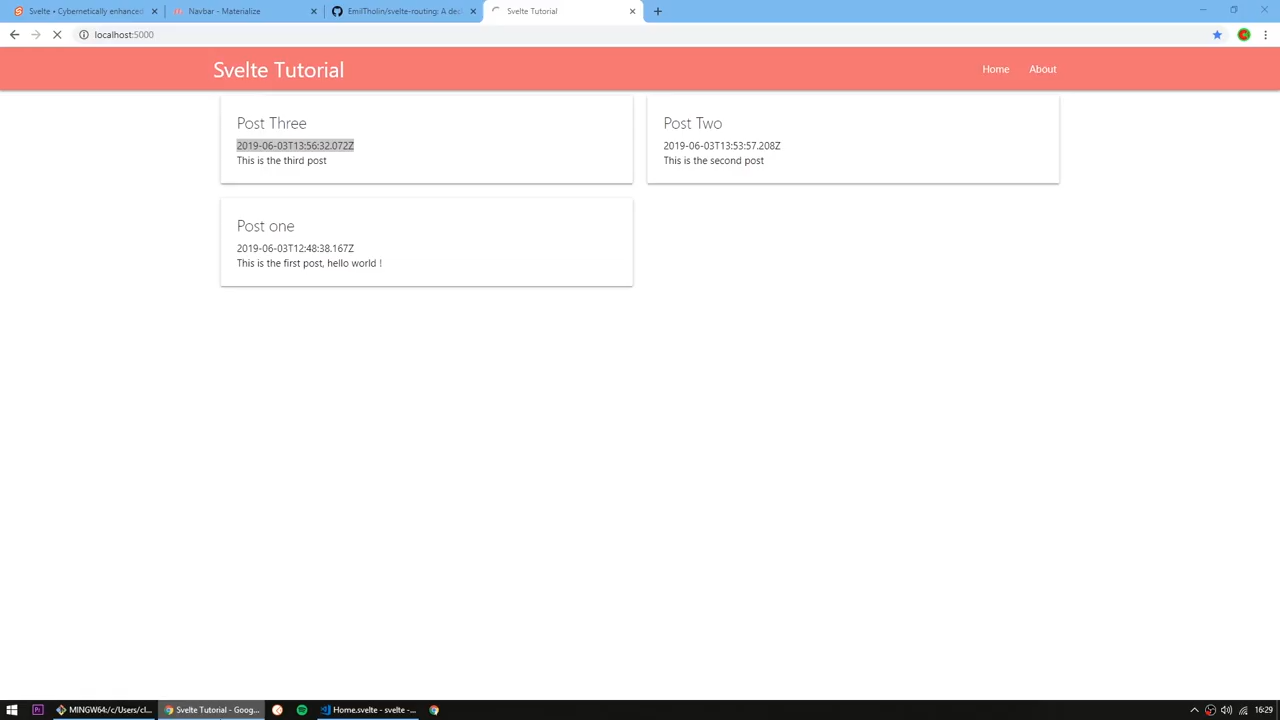 Svelte • Cybernetically enhanced
Navbar - Materialize
EmilTholin/svelte-routing: A dec
Svelte Tutorial
localhost:5000
Svelte Tutorial
Home
About
Post Three
2019-06-03T13:56:32.072Z
This is the third post
Post Two
2019-06-03T13:53:57.208Z
This is the second post
Post one
2019-06-03T12:48:38.167Z
This is the first post, hello world !
Pr
MINGW64:/c/Users/cl...
Svelte Tutorial - Goog...
Home.svelte - svelte -...
16:29